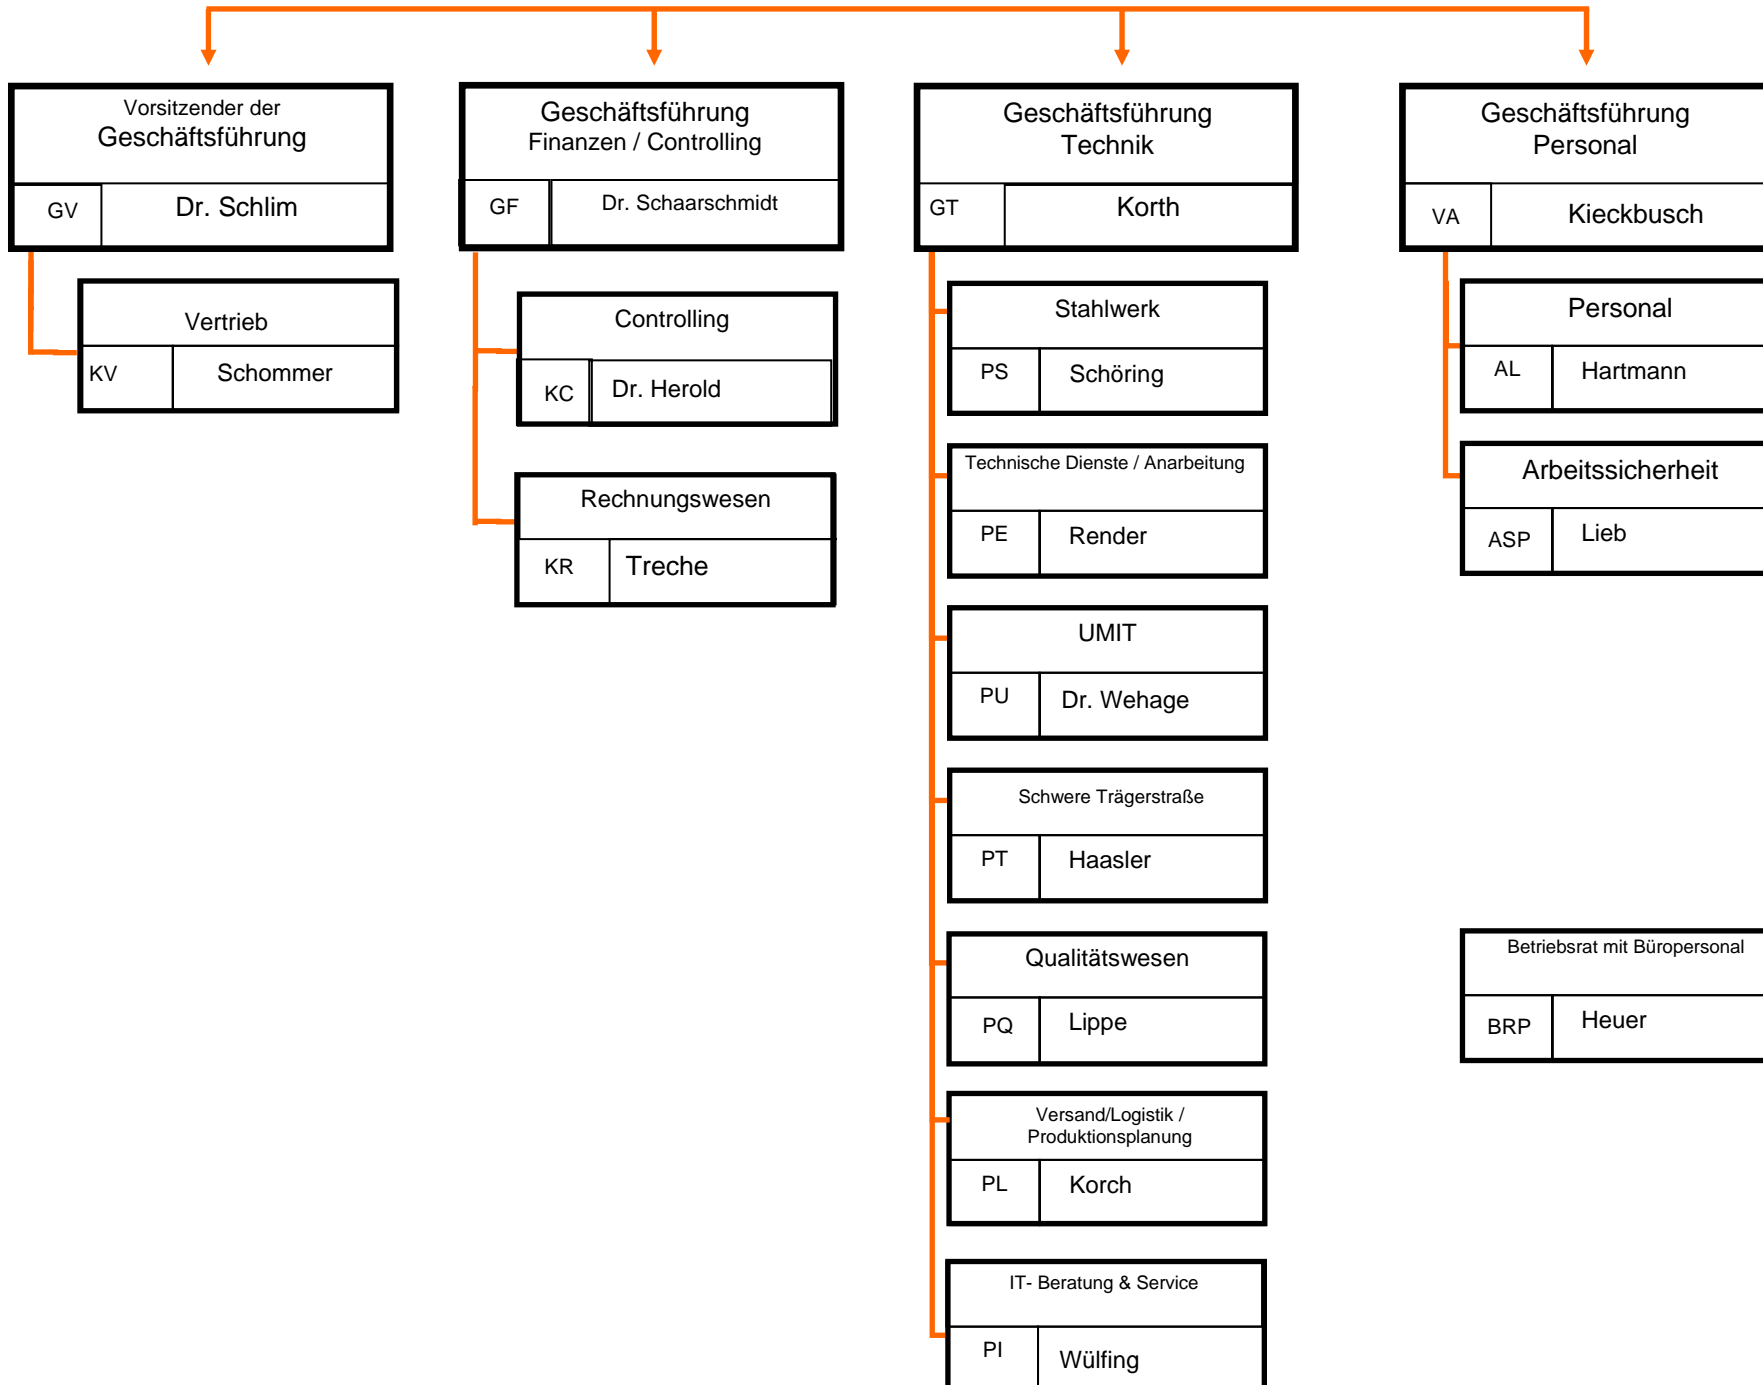 Vorsitzender der
Geschäftsführung
GV
Dr. Schlim
Vertrieb
KV
Schommer
Geschäftsführung
Finanzen / Controlling
GF
Dr. Schaarschmidt
Controlling
KC
Dr. Herold
Rechnungswesen
KR
Treche
Geschäftsführung
Technik
GT
Korth
Stahlwerk
PS
Schöring
Technische Dienste / Anarbeitung
PE
Render
UMIT
PU
Dr. Wehage
Schwere Trägerstraße
PT
Haasler
Qualitätswesen
PQ
Lippe
Versand/Logistik /
Produktionsplanung
PL
Korch
IT- Beratung & Service
PI
Wülfing
Geschäftsführung
Personal
VA
Kieckbusch
Personal
AL
Hartmann
Arbeitssicherheit
ASP
Lieb
Betriebsrat mit Büropersonal
BRP
Heuer